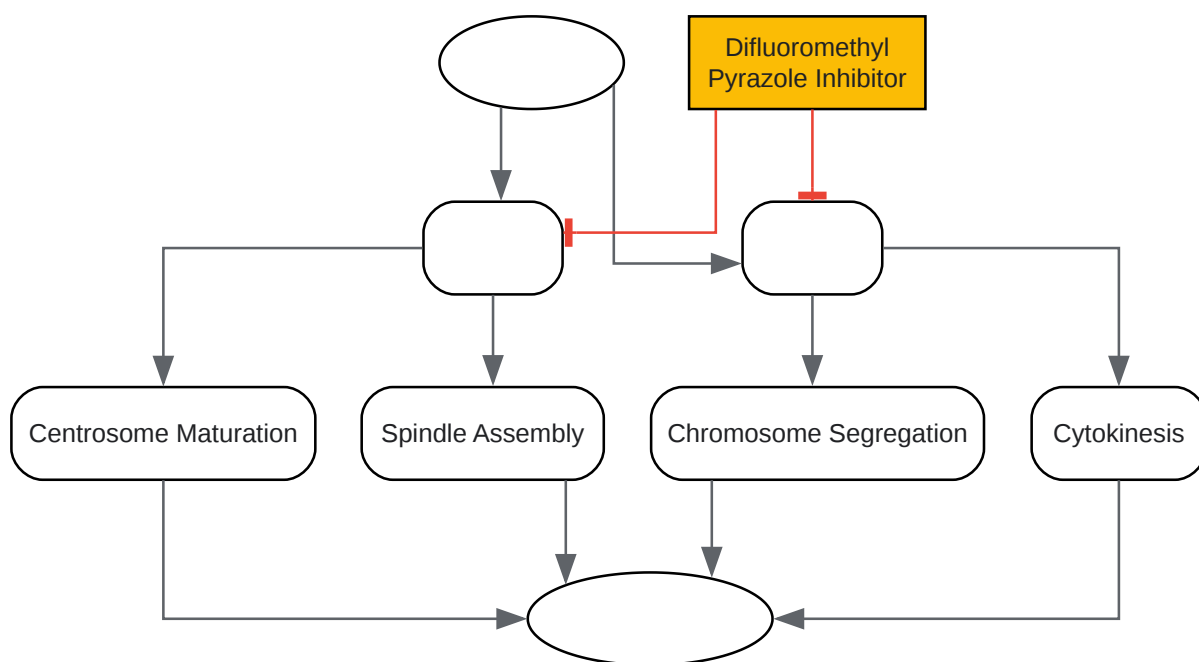 Difluoromethyl
Pyrazole Inhibitor
Centrosome Maturation
Spindle Assembly
Chromosome Segregation
Cytokinesis